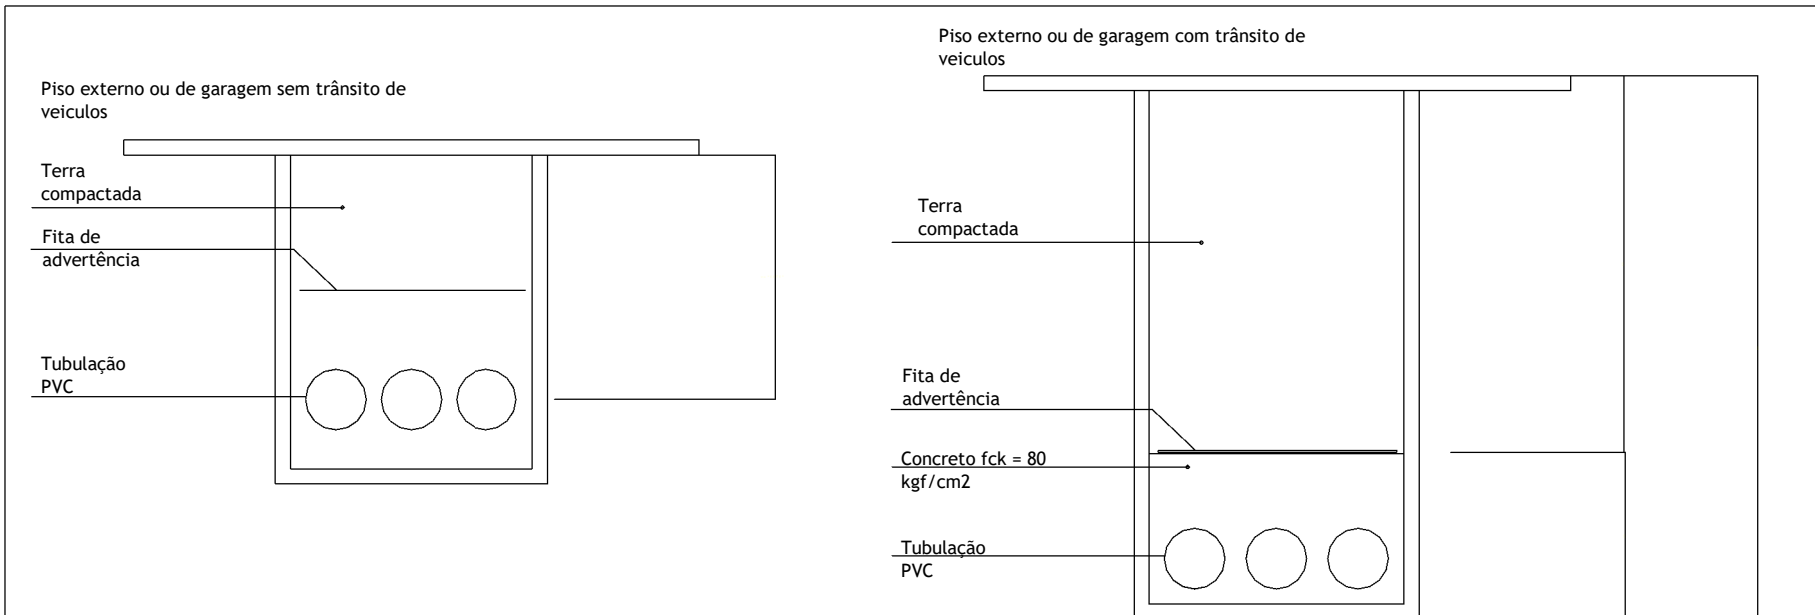 Piso externo ou de garagem sem trânsito de
veiculos
Terra
compactada
Fita de
advertência
Tubulação
PVC
Piso externo ou de garagem com trânsito de
veiculos
Terra
compactada
Fita de
advertência
Concreto fck = 80
kgf/cm2
Tubulação
PVC